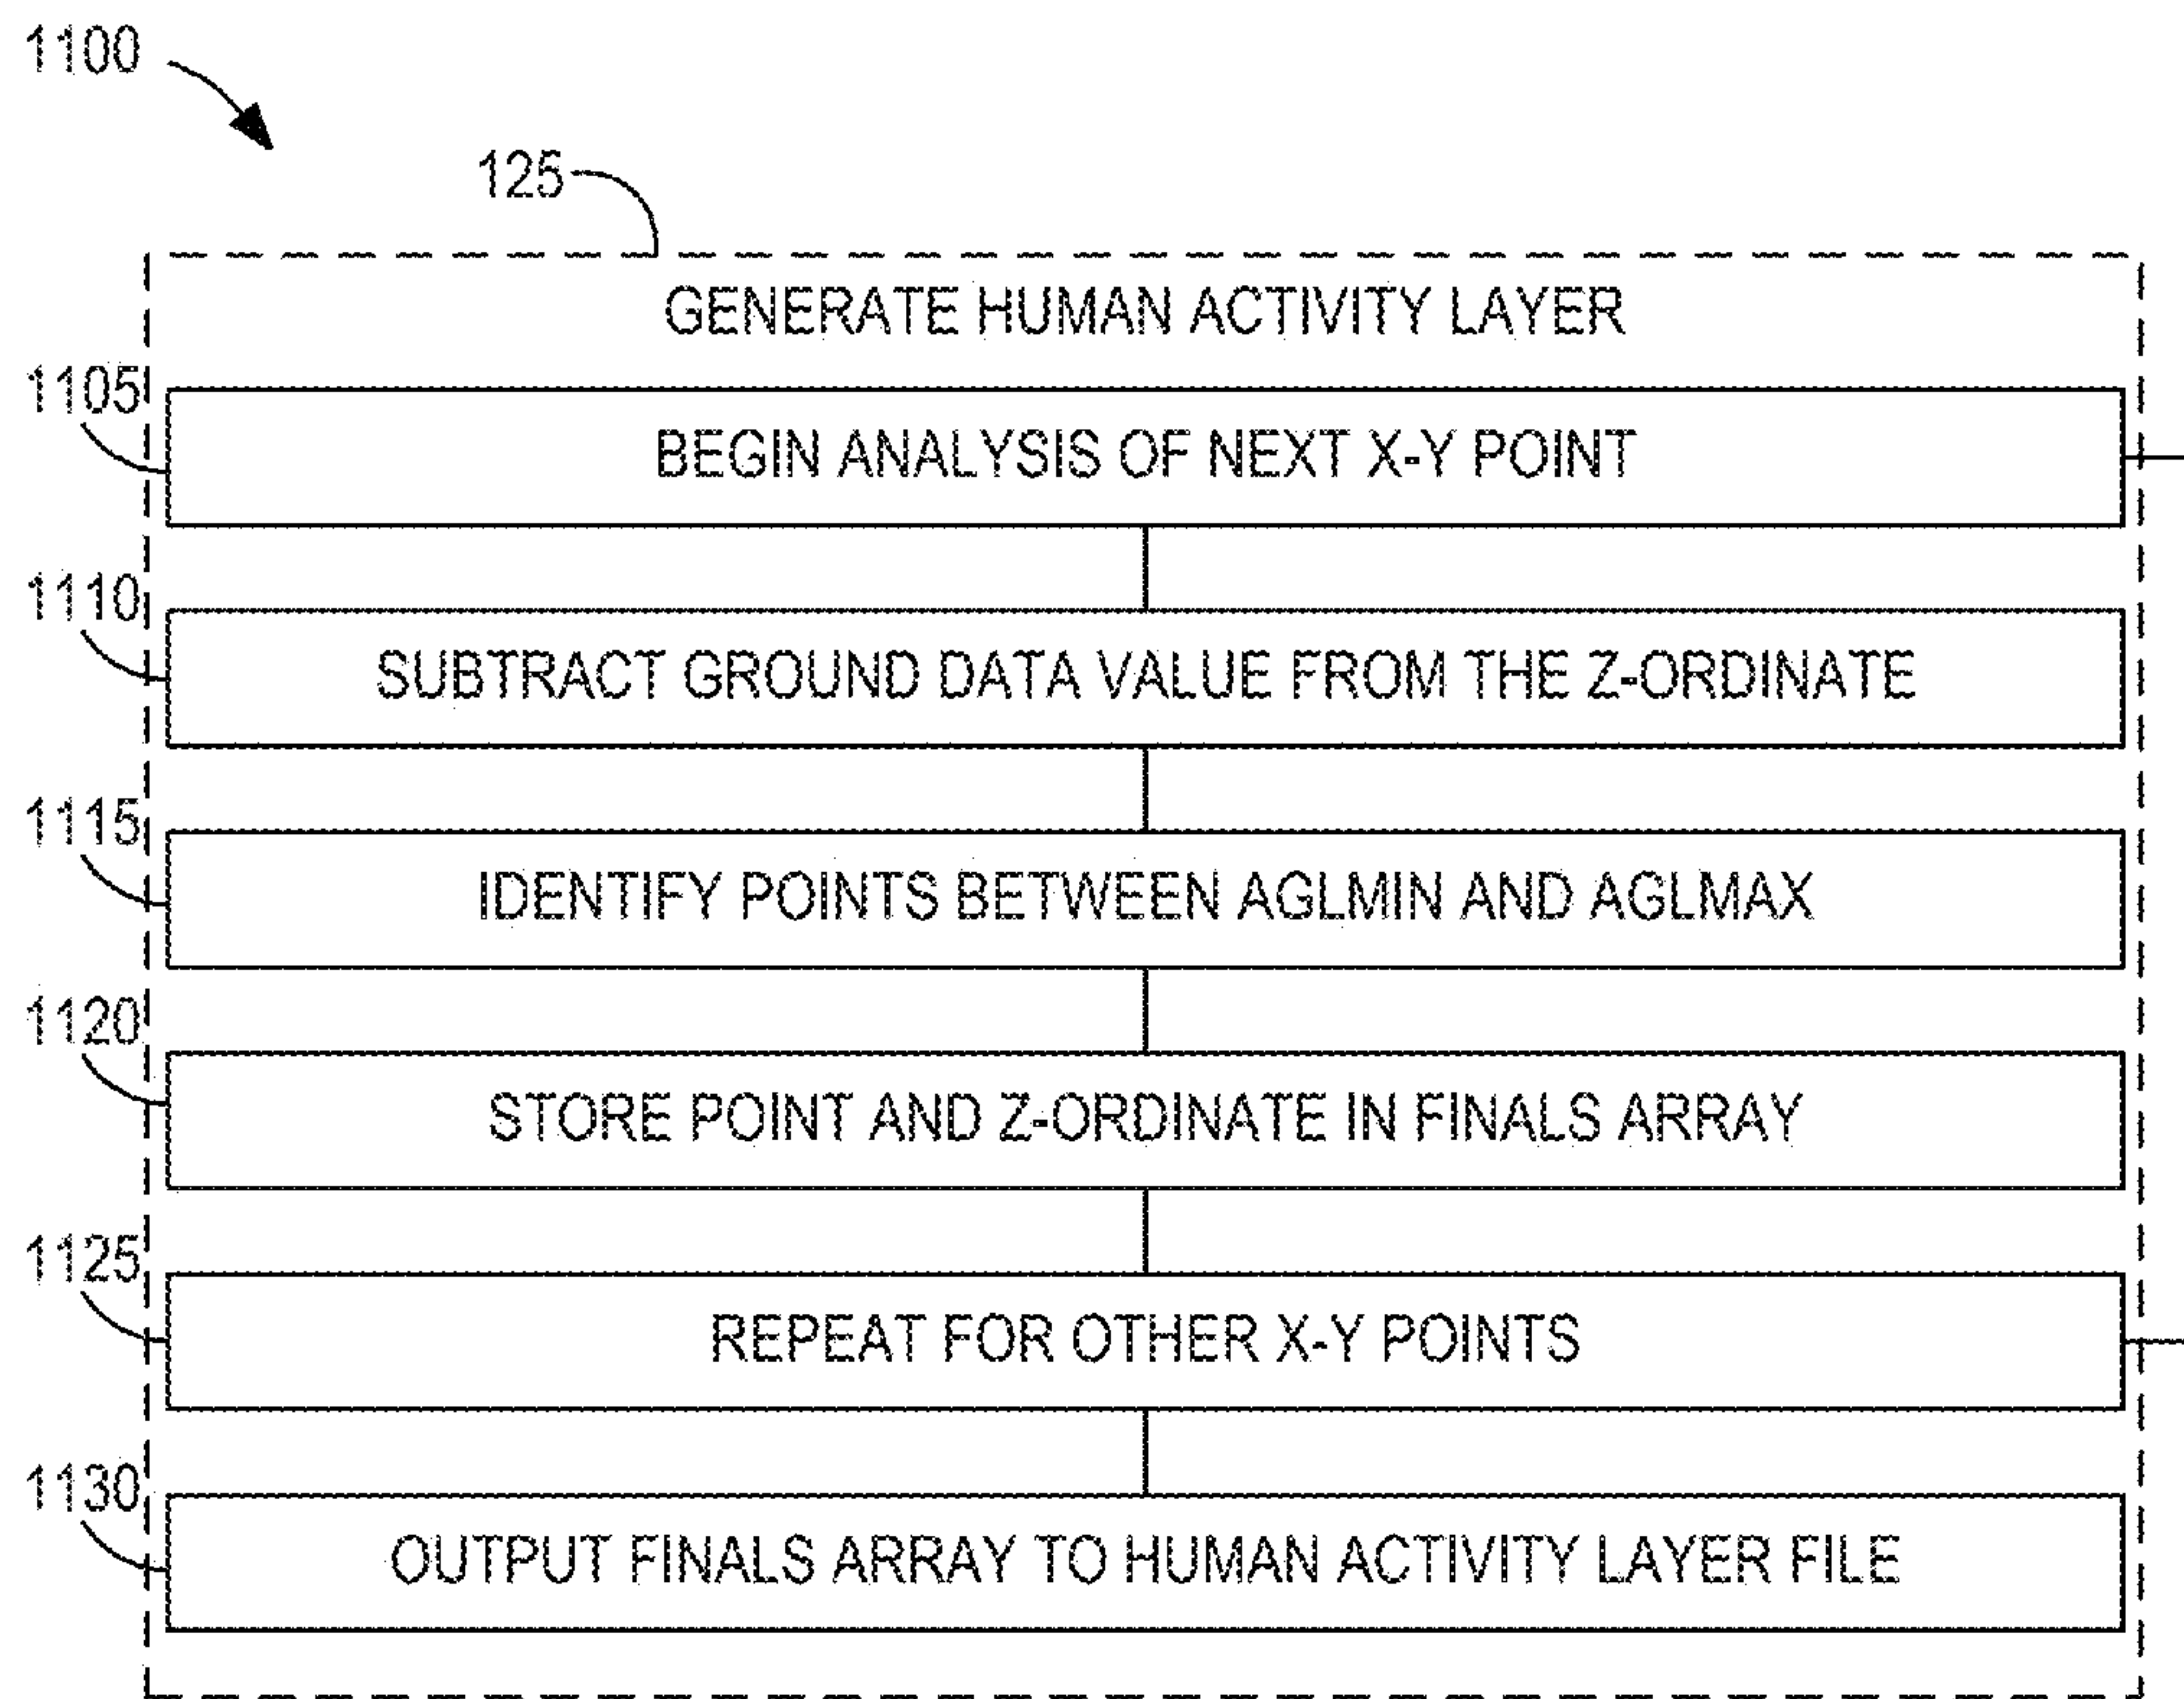 1100
125
GENERATE HUMAN ACTIVITY LAYER
1105
BEGIN ANALYSIS OF NEXT X-Y POINT
1110
SUBTRACT GROUND DATA VALUE FROM THE Z-ORDINATE
1115
IDENTIFY POINTS BETWEEN AGLMIN AND AGLMAX
1120
STORE POINT AND Z-ORDINATE IN FINALS ARRAY
1125
REPEAT FOR OTHER X-Y POINTS
1130
OUTPUT FINALS ARRAY TO HUMAN ACTIVITY LAYER FILE